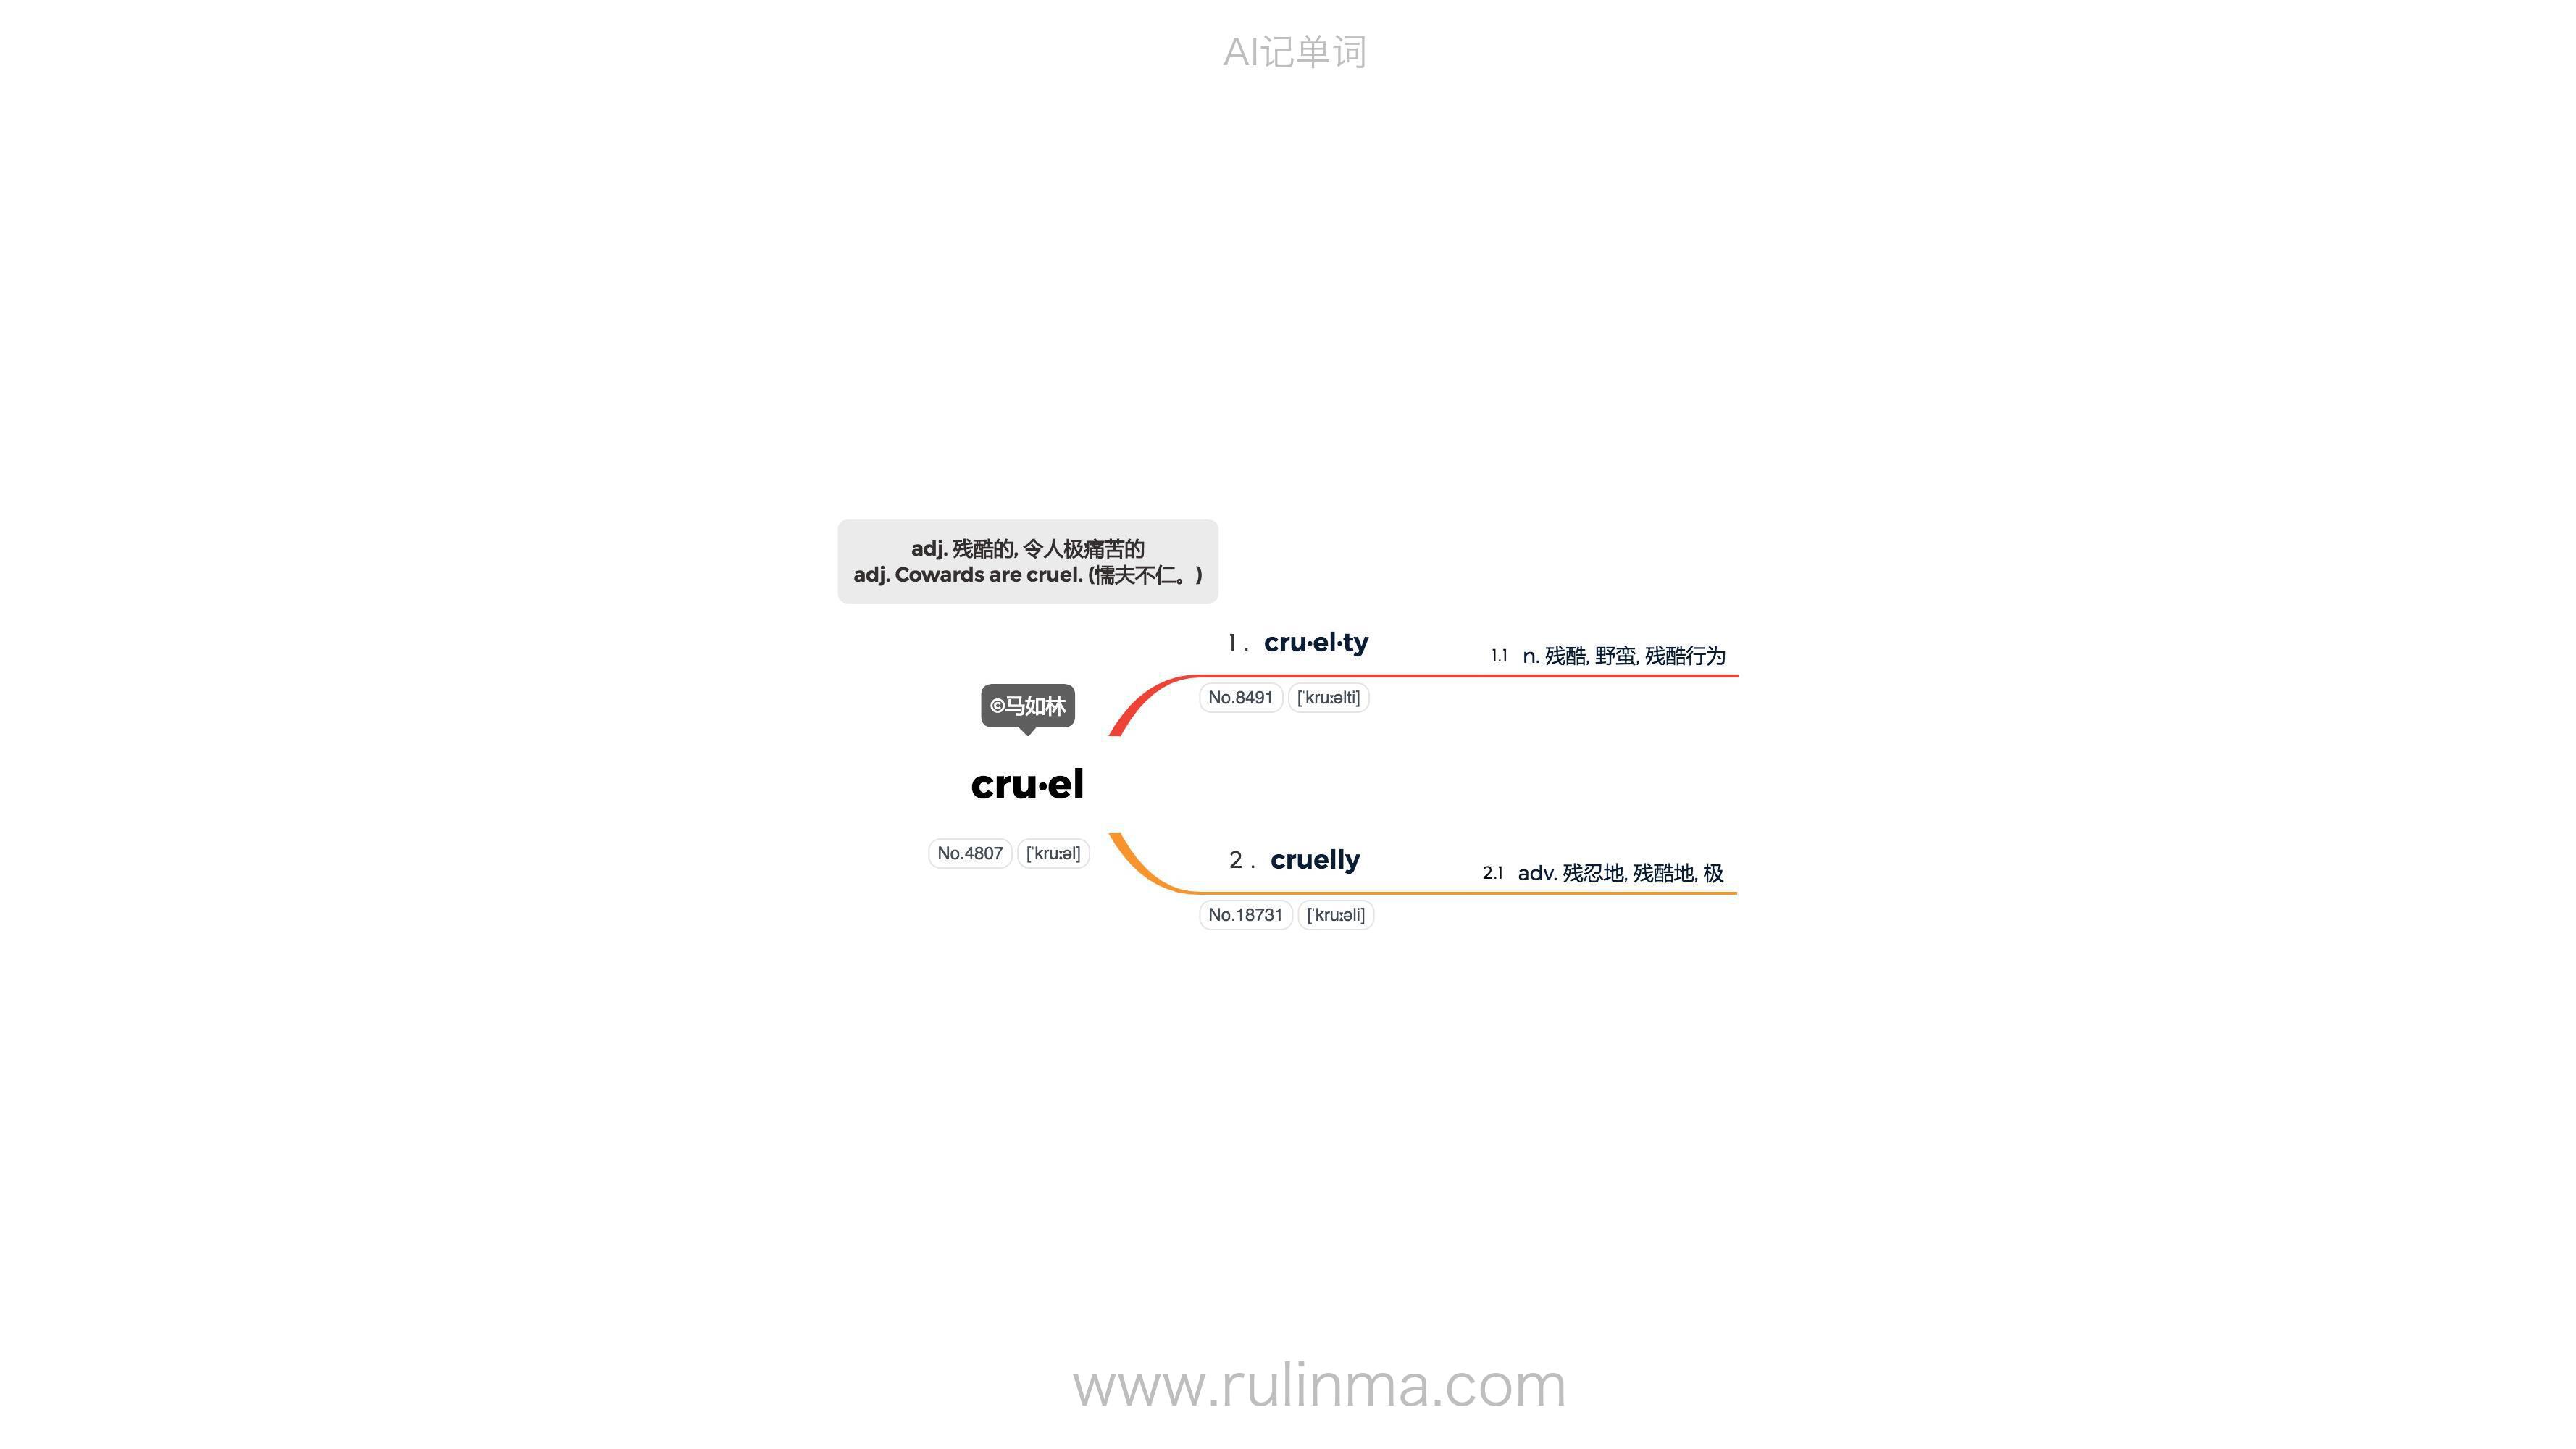 AI记单词
adj. 残酷的, 令人极痛苦的
adj. Cowards are cruel. (懦夫不仁。)
1. cru·el·ty
1.1 n. 残酷, 野蛮, 残酷行为
No.8491 [ˈkruːəlti]
©马如林
cru·el
No.4807 [ˈkruːəl]
2. cruelly
2.1 adv. 残忍地, 残酷地, 极
No.18731 [ˈkruːəli]
www.rulinma.com